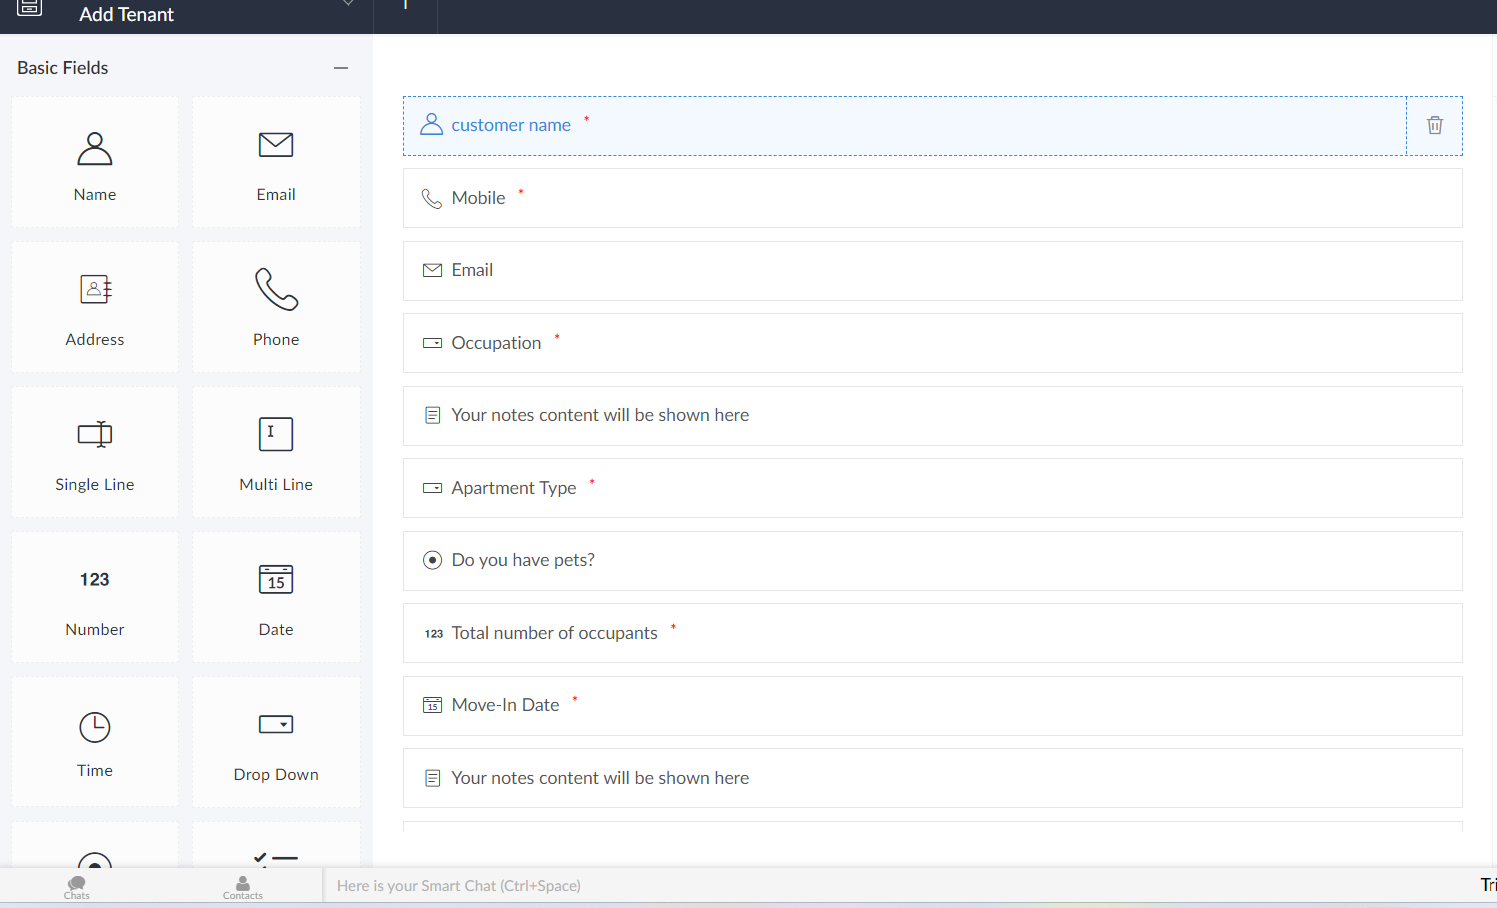 Add Tenant
Basic Fields
Name
Email
Address
Phone
Single Line
Multi Line
I
123
Number
15
Date
Time
Drop Down
customer name *
Mobile *
Email
Occupation *
Your notes content will be shown here
Apartment Type *
Do you have pets?
123 Total number of occupants *
15 Move-In Date *
Your notes content will be shown here
Chats
Contacts
Here is your Smart Chat (Ctrl+Space)